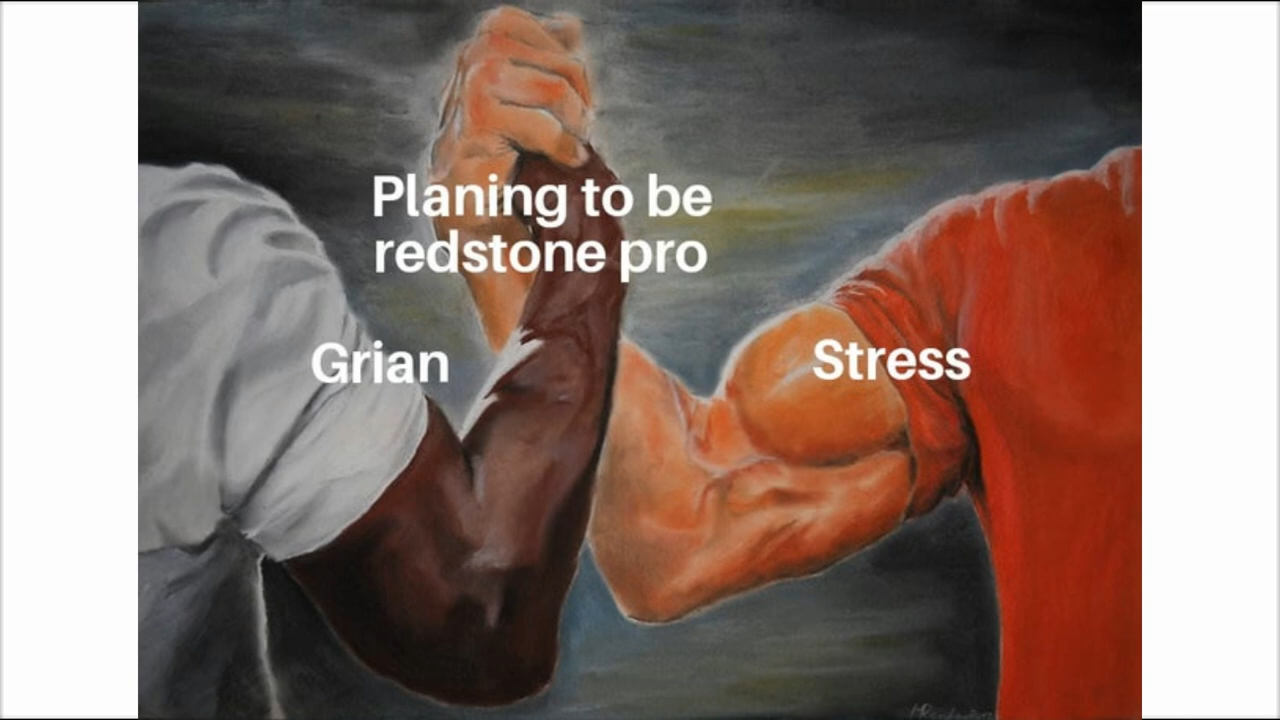 Planing to be
redstone pro
Grian
Stress